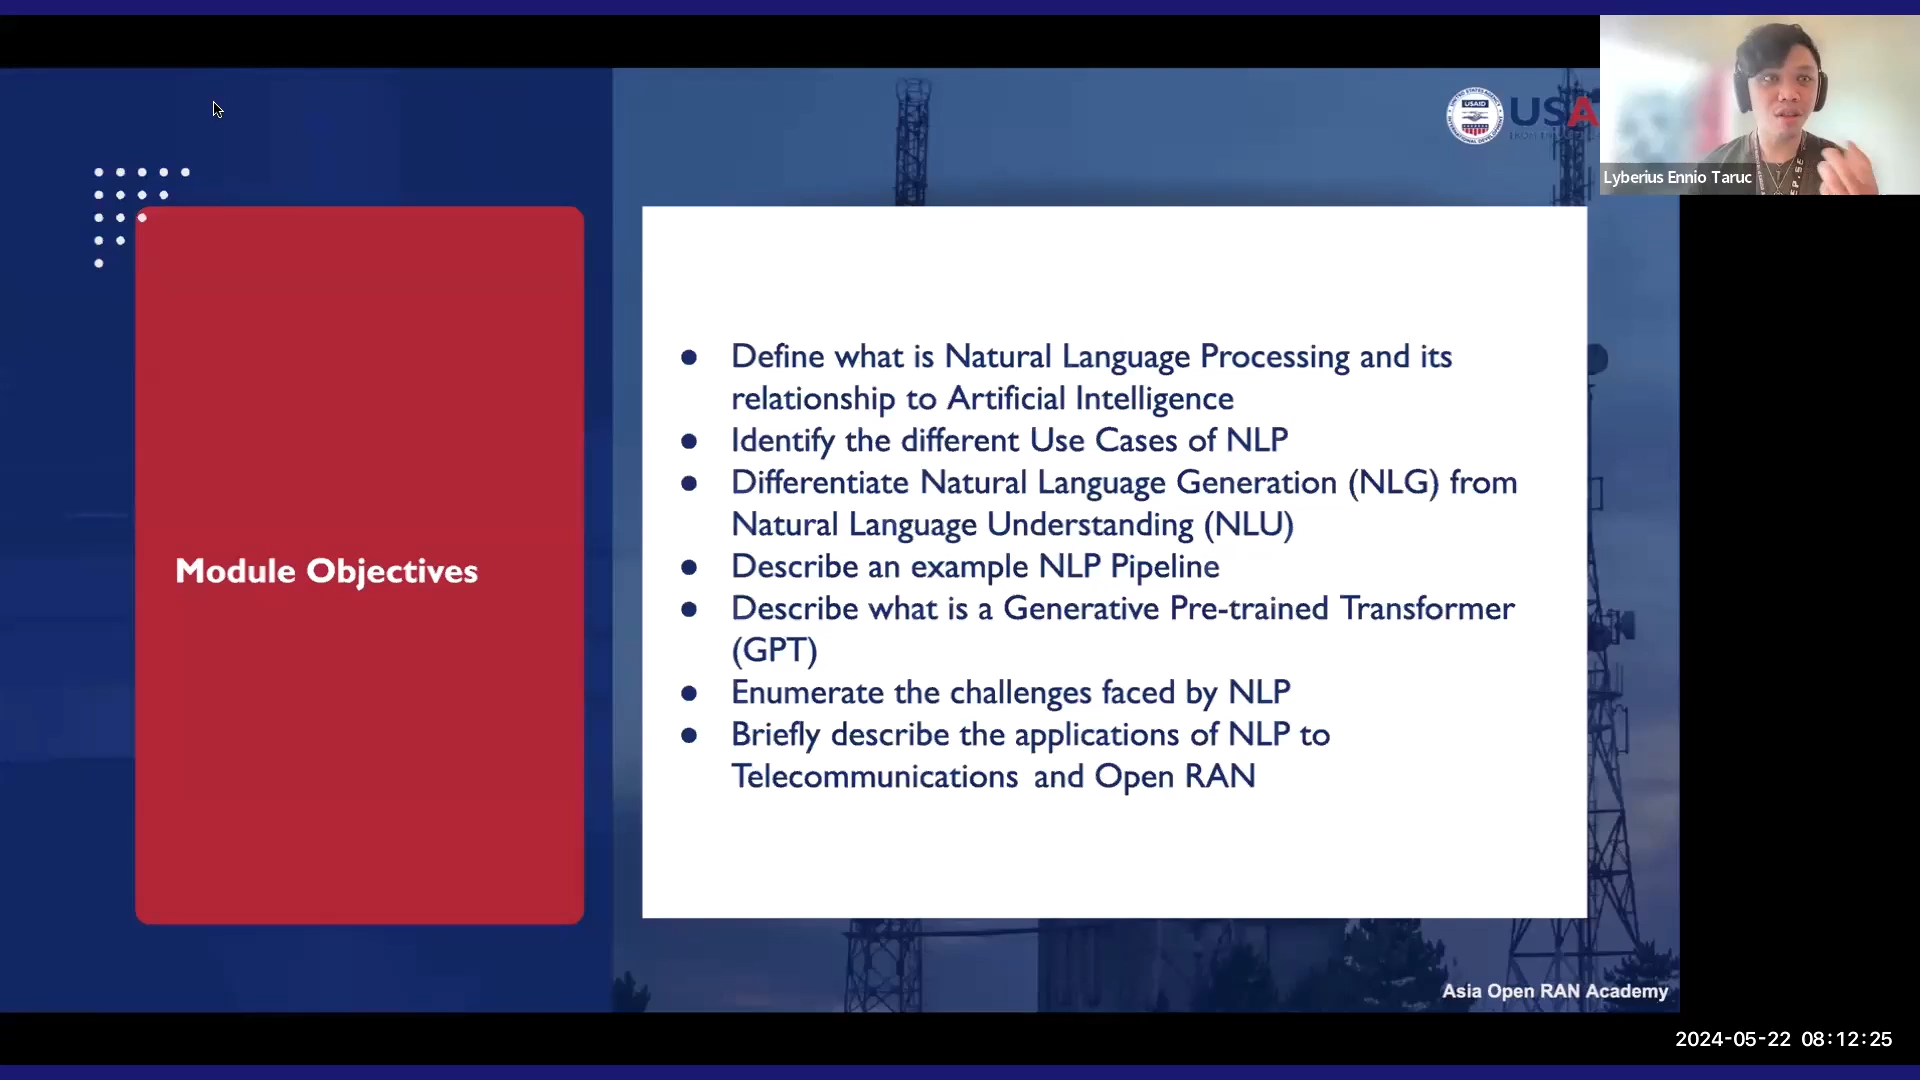 USAID
USA
Lyberius Ennio Taruc
Module Objectives
● Define what is Natural Language Processing and its
relationship to Artificial Intelligence
● Identify the different Use Cases of NLP
● Differentiate Natural Language Generation (NLG) from
Natural Language Understanding (NLU)
● Describe an example NLP Pipeline
● Describe what is a Generative Pre-trained Transformer
(GPT)
● Enumerate the challenges faced by NLP
● Briefly describe the applications of NLP to
Telecommunications and Open RAN
Asia Open RAN Academy
2024-05-22 08:12:25